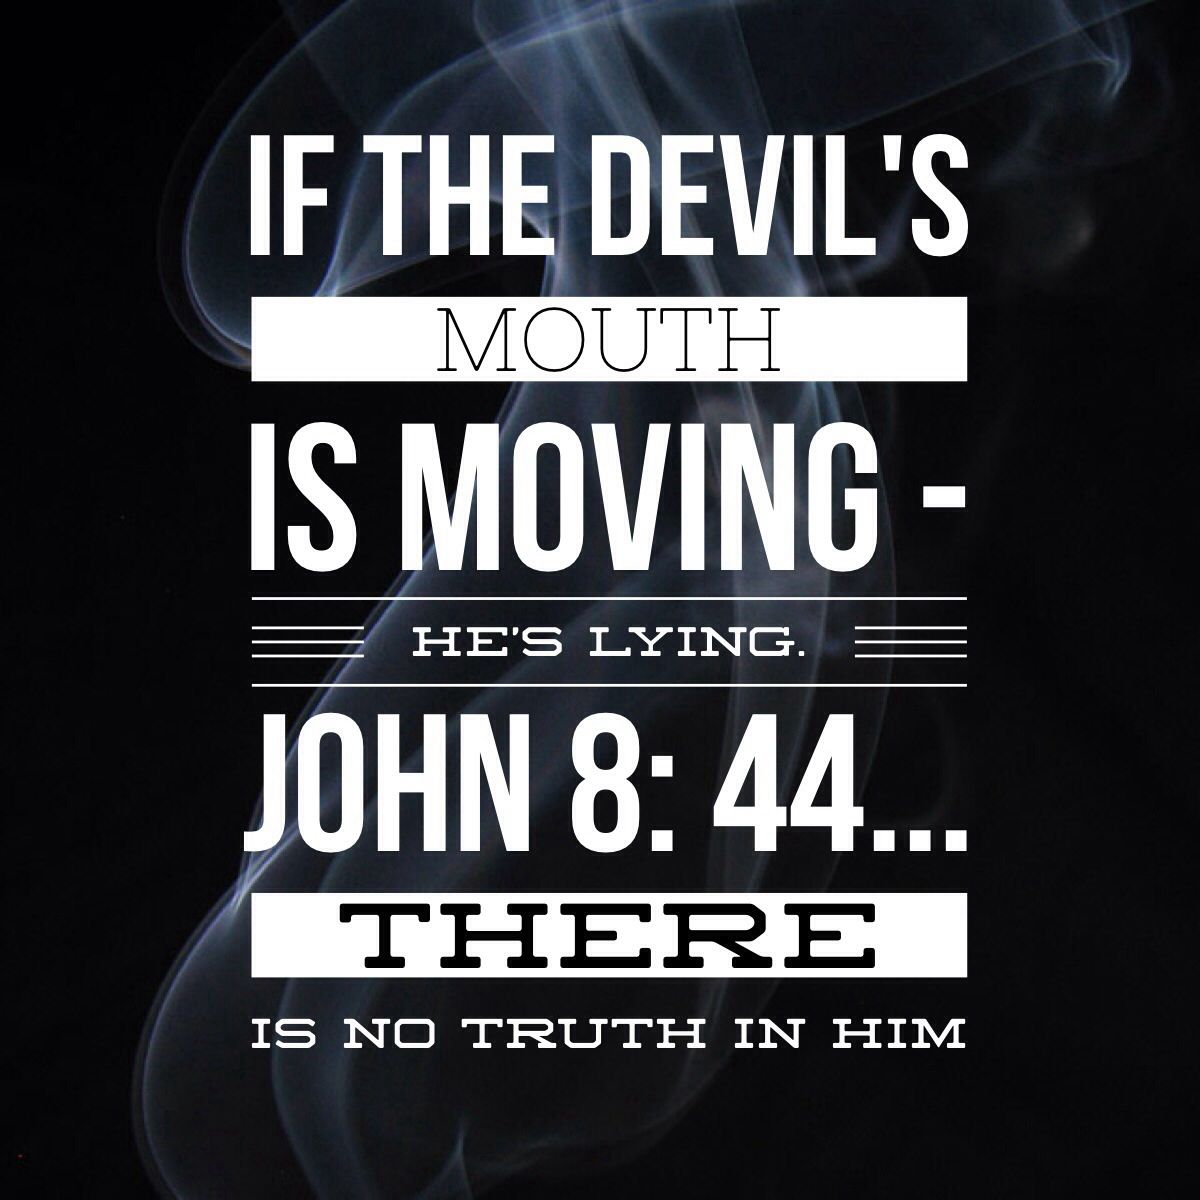 IF THE DEVIL'S
MOUTH
IS MOVING -
HE'S LYING.
JOHN 8: 44...
THERE
IS NO TRUTH IN HIM